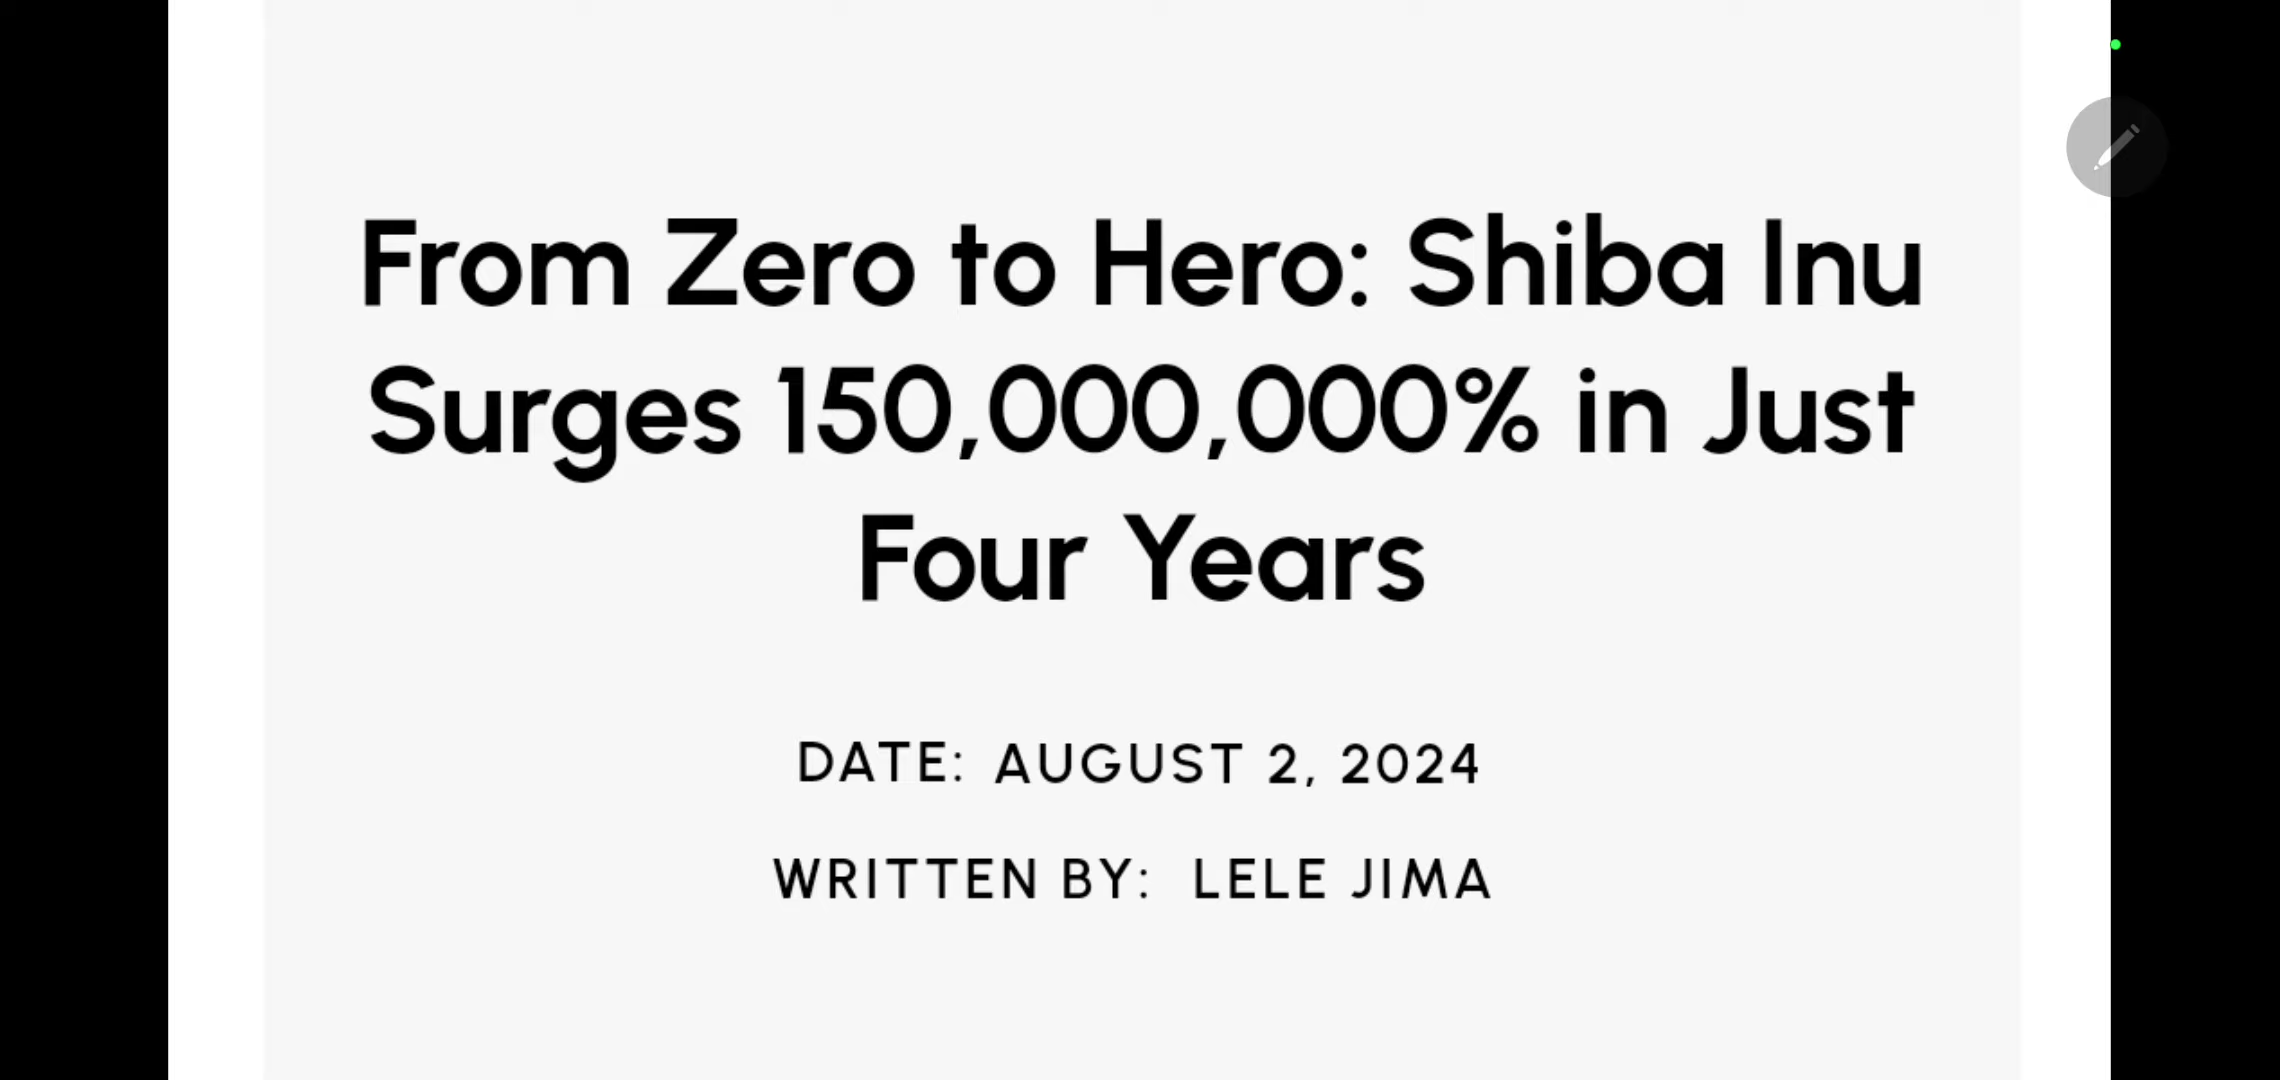 From Zero to Hero: Shiba Inu
Surges 150,000,000% in Just
Four Years
DATE: AUGUST 2, 2024
WRITTEN BY: LELE JIMA